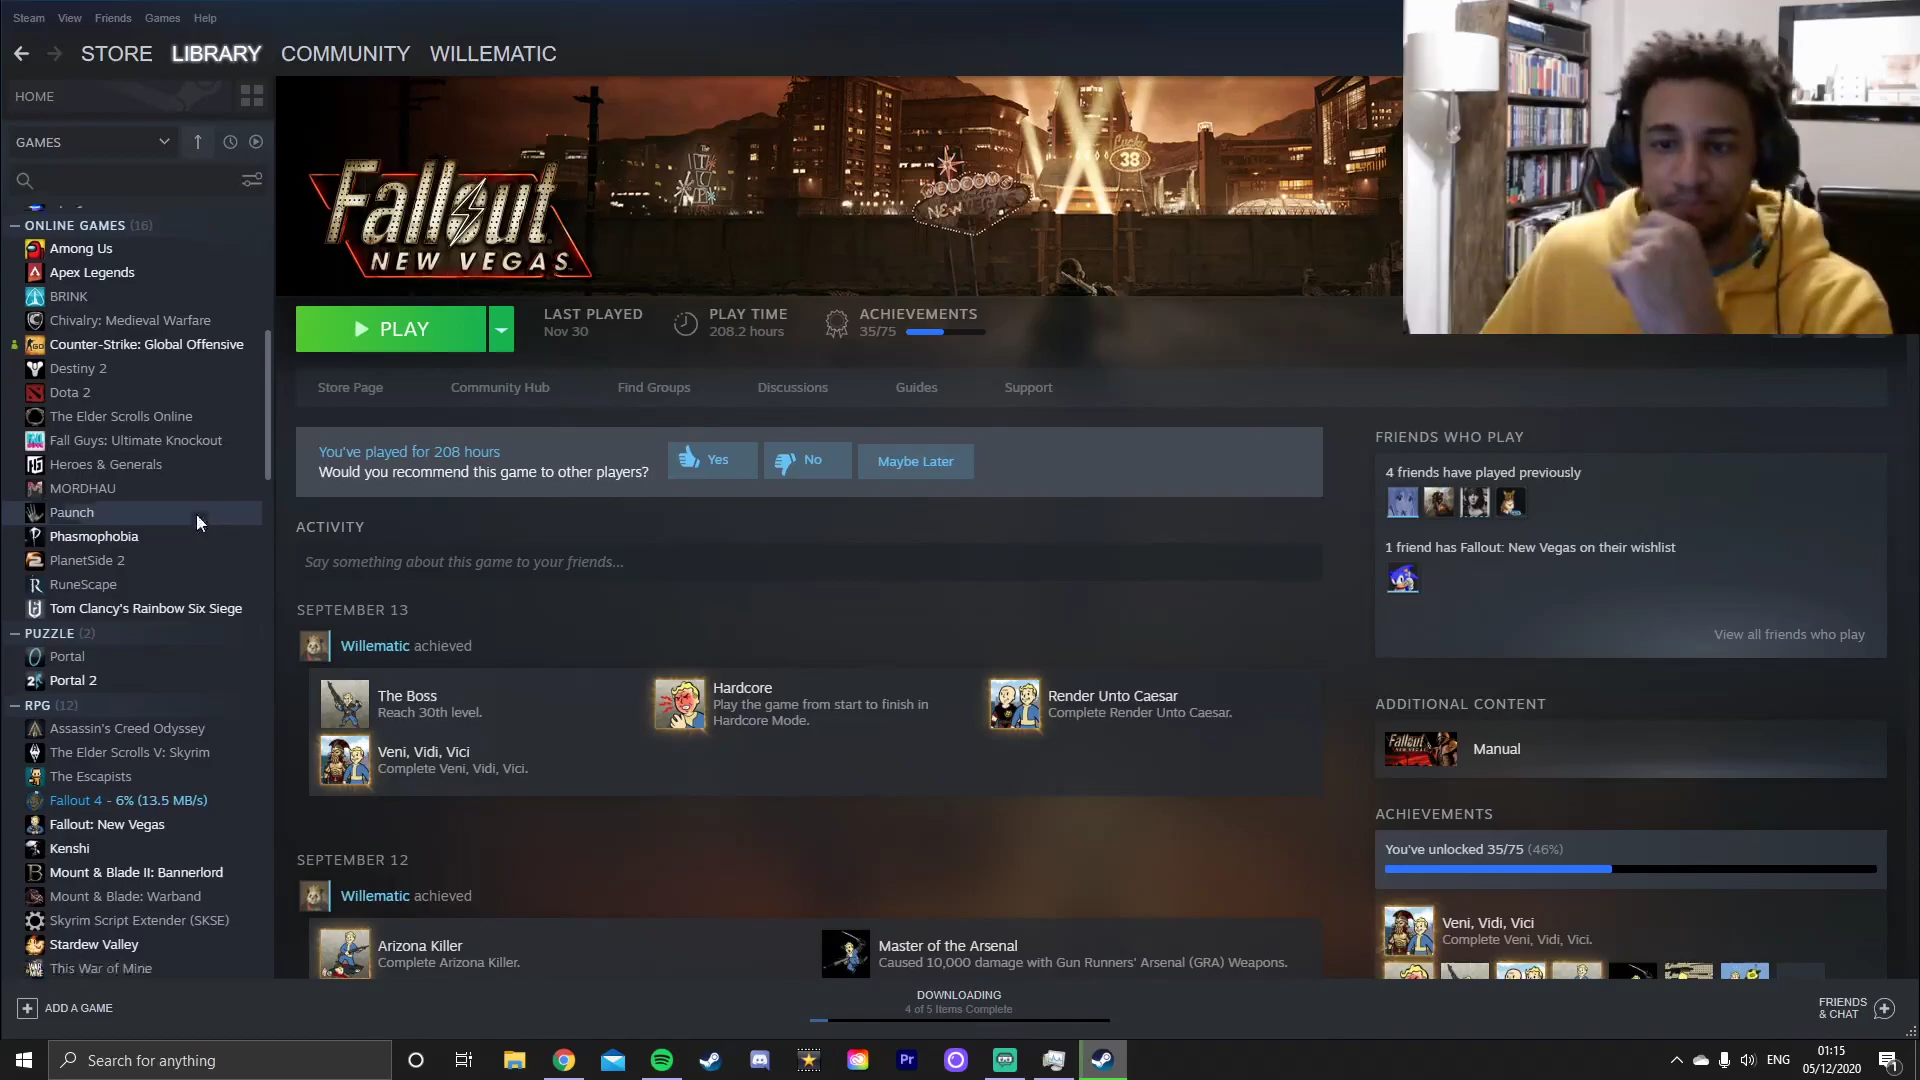 Steam View Friends Games Help
STORE LIBRARY COMMUNITY WILLEMATIC
HOME
GAMES
ONLINE GAMES (16)
Among Us
Apex Legends
BRINK
Chivalry: Medieval Warfare
Counter-Strike: Global Offensive
Destiny 2
Dota 2
The Elder Scrolls Online
Fall Guys: Ultimate Knockout
Heroes & Generals
MORDHAU
Paunch
Phasmophobia
PlanetSide 2
RuneScape
Tom Clancy's Rainbow Six Siege
PUZZLE (2)
Portal
Portal 2
RPG (12)
Assassin's Creed Odyssey
The Elder Scrolls V: Skyrim
The Escapists
Fallout 4 - 6% (13.5 MB/s)
Fallout: New Vegas
Kenshi
Mount & Blade II: Bannerlord
Mount & Blade: Warband
Skyrim Script Extender (SKSE)
Stardew Valley
This War of Mine
ADD A GAME
Fallout
NEW VEGAS
WELCOME
NEW VEGAS
Lucky
38
PLAY
LAST PLAYED
Nov 30
PLAY TIME
208.2 hours
ACHIEVEMENTS
35/75
Store Page Community Hub Find Groups Discussions Guides Support
You've played for 208 hours
Would you recommend this game to other players?
Yes No Maybe Later
ACTIVITY
Say something about this game to your friends...
SEPTEMBER 13
Willematic achieved
The Boss
Reach 30th level.
Hardcore
Play the game from start to finish in
Hardcore Mode.
Render Unto Caesar
Complete Render Unto Caesar.
Veni, Vidi, Vici
Complete Veni, Vidi, Vici.
SEPTEMBER 12
Willematic achieved
Arizona Killer
Complete Arizona Killer.
Master of the Arsenal
Caused 10,000 damage with Gun Runners' Arsenal (GRA) Weapons.
FRIENDS WHO PLAY
4 friends have played previously
1 friend has Fallout: New Vegas on their wishlist
View all friends who play
ADDITIONAL CONTENT
Manual
ACHIEVEMENTS
You've unlocked 35/75 (46%)
Veni, Vidi, Vici
Complete Veni, Vidi, Vici.
DOWNLOADING
4 of 5 Items Complete
FRIENDS
& CHAT
Search for anything
Pr
ENG
01:15
05/12/2020
1